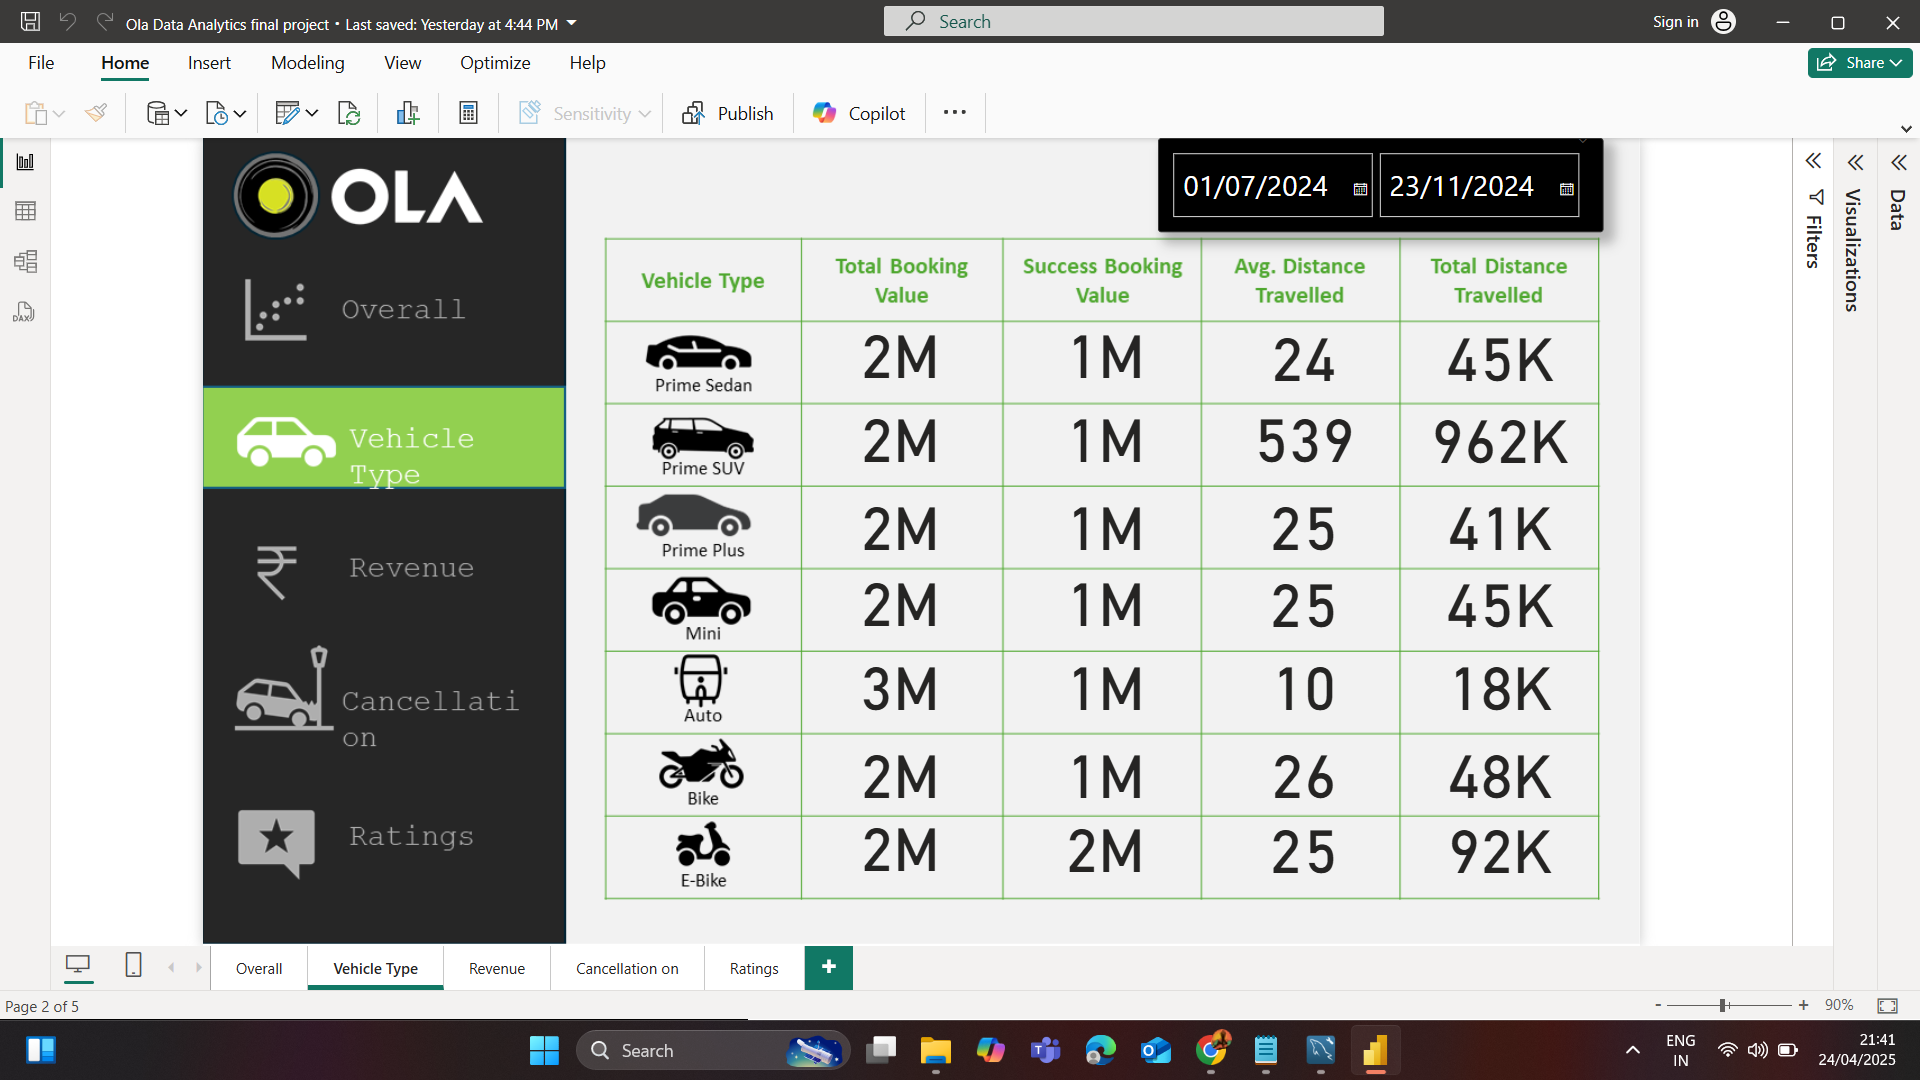 Ola Data Analytics final project • Last saved: Yesterday at 4:44 PM
Search
Sign in
File
Home
Insert
Modeling
View
Optimize
Help
Share
Sensitivity
Publish
Copilot
OLA
Overall
Vehicle
Type
Revenue
Cancellati
on
Ratings
01/07/2024
23/11/2024
Vehicle Type
Total Booking
Value
Success Booking
Value
Avg. Distance
Travelled
Total Distance
Travelled
Prime Sedan
2M
1M
24
45K
Prime SUV
2M
1M
539
962K
Prime Plus
2M
1M
25
41K
Mini
2M
1M
25
45K
Auto
3M
1M
10
18K
Bike
2M
1M
26
48K
E-Bike
2M
2M
25
92K
Filters
Visualizations
Data
DAX
Overall
Vehicle Type
Revenue
Cancellation on
Ratings
+
Page 2 of 5
- + 90%
Search
ENG
IN
21:41
24/04/2025